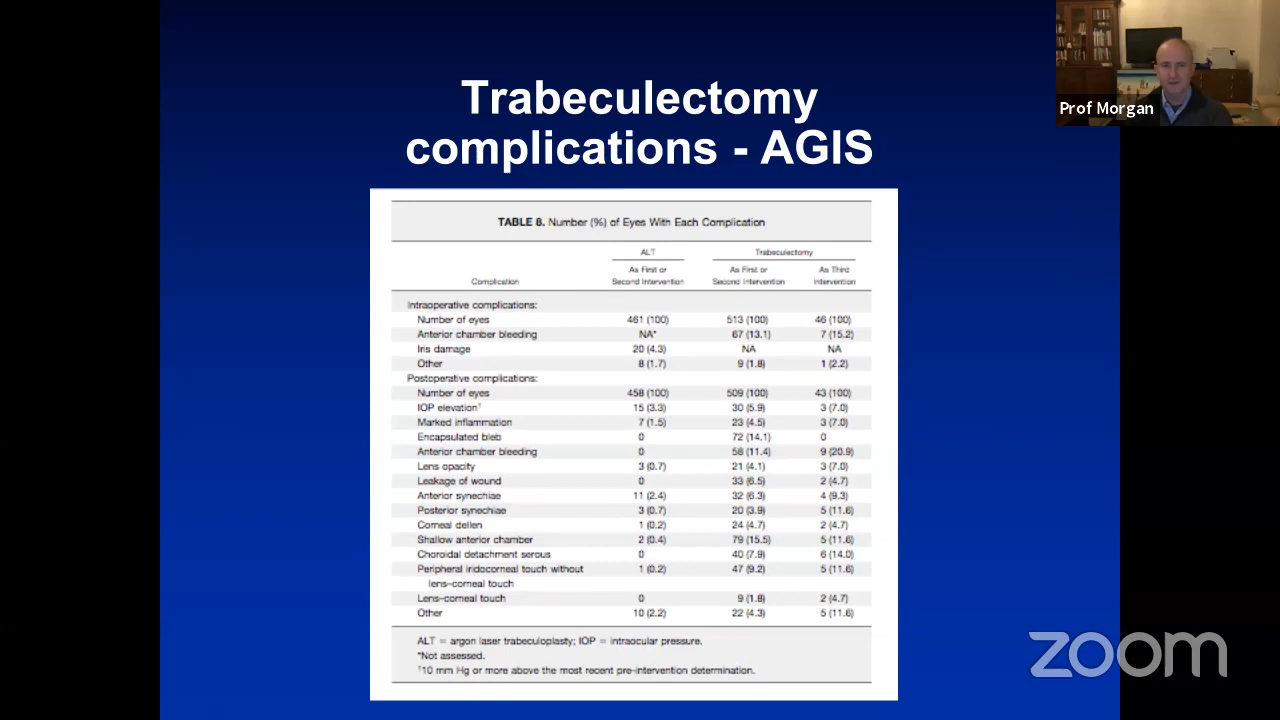 Trabeculectomy
complications - AGIS
Prof Morgan
TABLE 8. Number (%) of Eyes With Each Complication
ALT Trabeculectomy
As First or As First or As Third
Complication Second Intervention Second Intervention Intervention
Intraoperative complications:
Number of eyes 461 (100) 513 (100) 46 (100)
Anterior chamber bleeding NA* 67 (13.1) 7 (15.2)
Iris damage 20 (4.3) NA NA
Other 8 (1.7) 9 (1.8) 1 (2.2)
Postoperative complications:
Number of eyes 458 (100) 509 (100) 43 (100)
IOP elevation† 15 (3.3) 30 (5.9) 3 (7.0)
Marked inflammation 7 (1.5) 23 (4.5) 3 (7.0)
Encapsulated bleb 0 72 (14.1) 0
Anterior chamber bleeding 0 58 (11.4) 9 (20.9)
Lens opacity 3 (0.7) 21 (4.1) 3 (7.0)
Leakage of wound 0 33 (6.5) 2 (4.7)
Anterior synechiae 11 (2.4) 32 (6.3) 4 (9.3)
Posterior synechiae 3 (0.7) 20 (3.9) 5 (11.6)
Corneal dellen 1 (0.2) 24 (4.7) 2 (4.7)
Shallow anterior chamber 2 (0.4) 79 (15.5) 5 (11.6)
Choroidal detachment serous 0 40 (7.9) 6 (14.0)
Peripheral iridocorneal touch without 1 (0.2) 47 (9.2) 5 (11.6)
lens–corneal touch
Lens–corneal touch 0 9 (1.8) 2 (4.7)
Other 10 (2.2) 22 (4.3) 5 (11.6)
ALT = argon laser trabeculoplasty; IOP = intraocular pressure.
*Not assessed.
†10 mm Hg or more above the most recent pre-intervention determination.
zoom